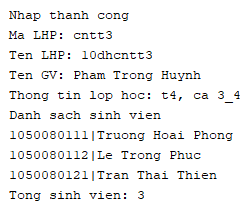 Nhap thanh cong
Ma LHP: cntt3
Ten LHP: 10dhcntt3
Ten GV: Pham Trong Huynh
Thong tin lop hoc: t4, ca 3_4
Danh sach sinh vien
1050080111|Truong Hoai Phong
1050080112|Le Trong Phuc
1050080121|Tran Thai Thien
Tong sinh vien: 3